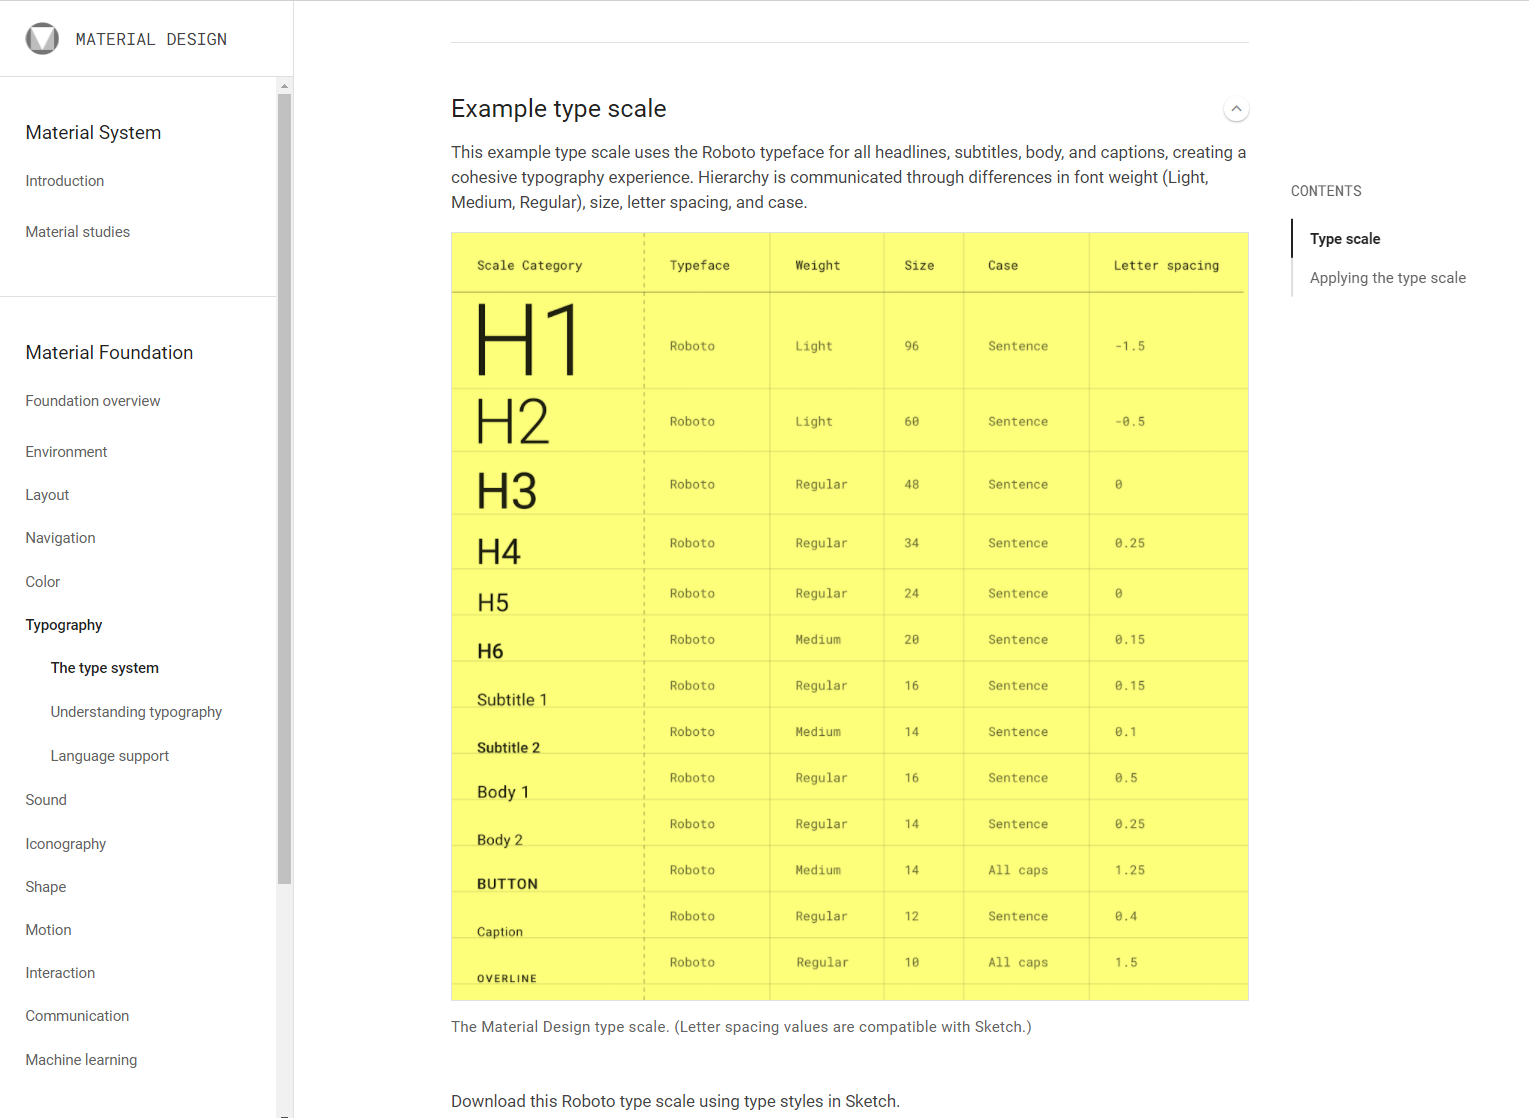 MATERIAL DESIGN
Material System
Introduction
Material studies
Material Foundation
Foundation overview
Environment
Layout
Navigation
Color
Typography
The type system
Understanding typography
Language support
Sound
Iconography
Shape
Motion
Interaction
Communication
Machine learning
Example type scale
This example type scale uses the Roboto typeface for all headlines, subtitles, body, and captions, creating a
cohesive typography experience. Hierarchy is communicated through differences in font weight (Light,
Medium, Regular), size, letter spacing, and case.
Scale Category Typeface Weight Size Case Letter spacing
H1 Roboto Light 96 Sentence -1.5
H2 Roboto Light 60 Sentence -0.5
H3 Roboto Regular 48 Sentence 0
H4 Roboto Regular 34 Sentence 0.25
H5 Roboto Regular 24 Sentence 0
H6 Roboto Medium 20 Sentence 0.15
Subtitle 1 Roboto Regular 16 Sentence 0.15
Subtitle 2 Roboto Medium 14 Sentence 0.1
Body 1 Roboto Regular 16 Sentence 0.5
Body 2 Roboto Regular 14 Sentence 0.25
BUTTON Roboto Medium 14 All caps 1.25
Caption Roboto Regular 12 Sentence 0.4
OVERLINE Roboto Regular 10 All caps 1.5
The Material Design type scale. (Letter spacing values are compatible with Sketch.)
Download this Roboto type scale using type styles in Sketch.
CONTENTS
Type scale
Applying the type scale